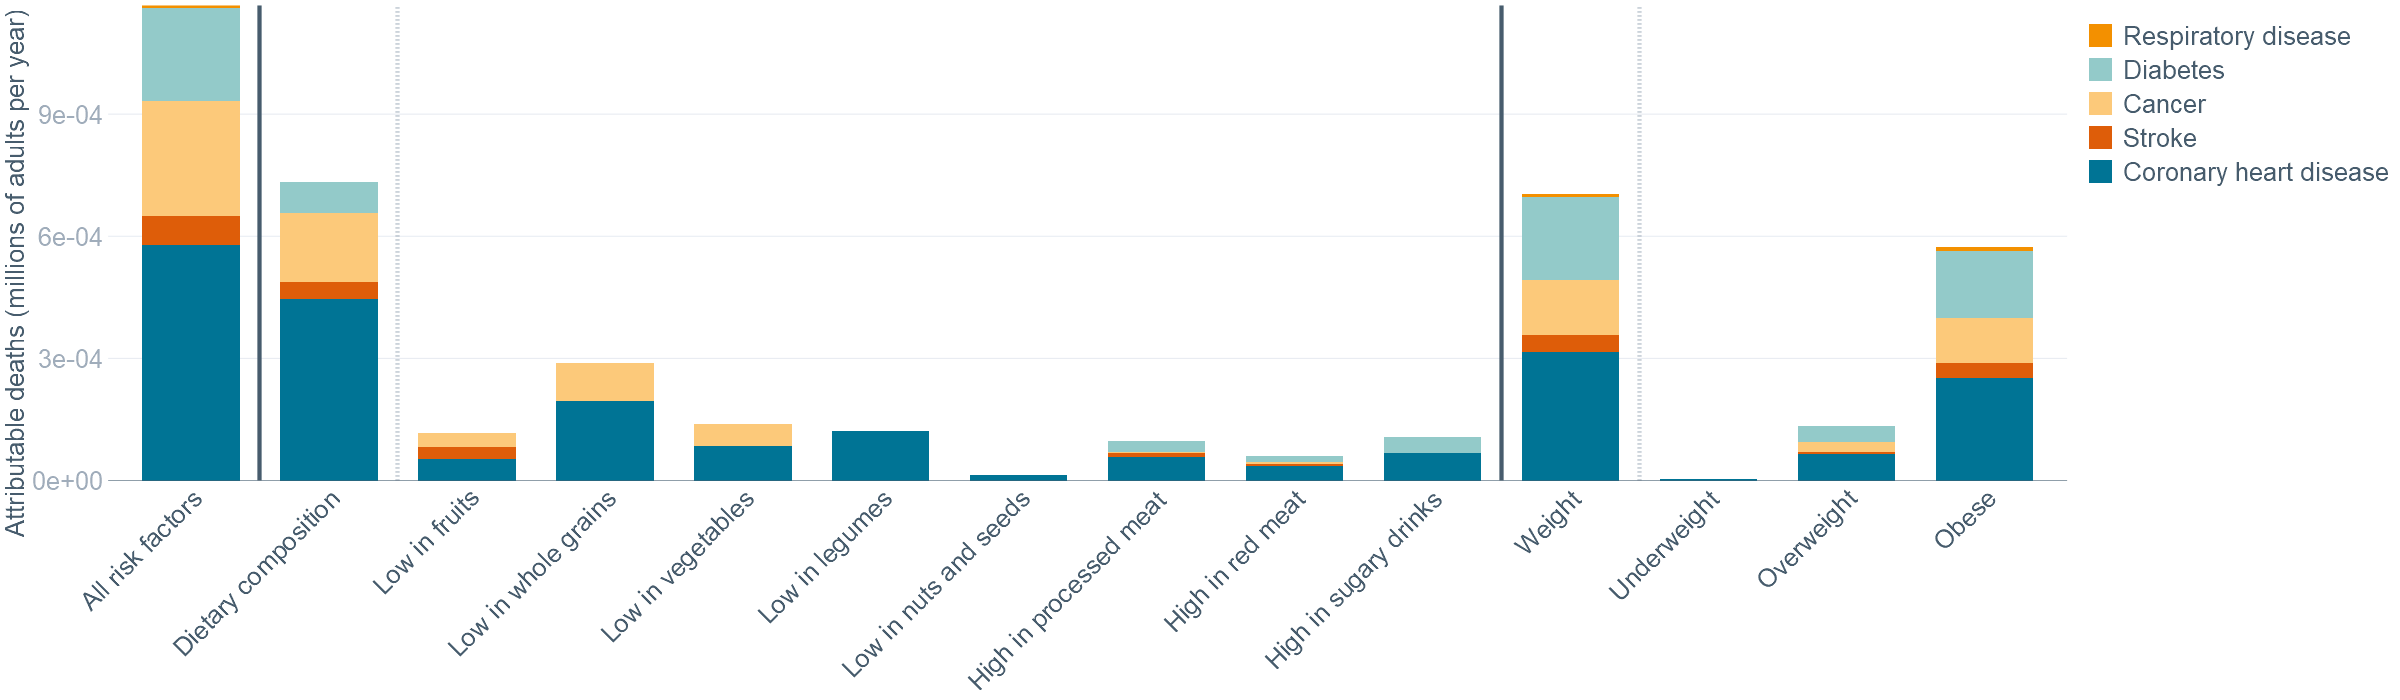 Attributable deaths (millions of adults per year)
9e-04
6e-04
3e-04
0e+00
All risk factors
Dietary composition
Low in fruits
Low in whole grains
Low in vegetables
Low in legumes
Low in nuts and seeds
High in processed meat
High in red meat
High in sugary drinks
Weight
Underweight
Overweight
Obese
Respiratory disease
Diabetes
Cancer
Stroke
Coronary heart disease